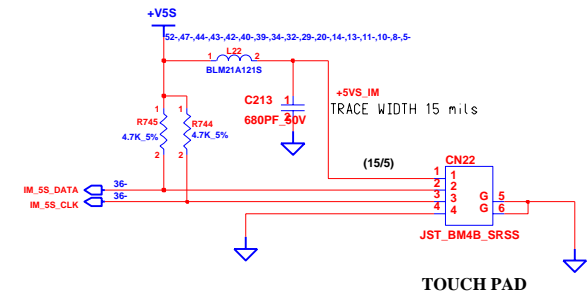 +V5S
52-,47-,44-,43-,42-,40-,39-,34-,32-,29-,20-,14-,13-,11-,10-,8-,5-
1 L22 2
BLM21A121S
C213 1
+5VS_IM
680PF_50V
2
TRACE WIDTH 15 mils
1 1
R745 R744
4.7K_5% 4.7K_5%
2 2
(15/5)
CN22
1 1
2 2
3 3
4 4
G 5
G 6
IM_5S_DATA 36-
IM_5S_CLK 36-
JST_BM4B_SRSS
TOUCH PAD